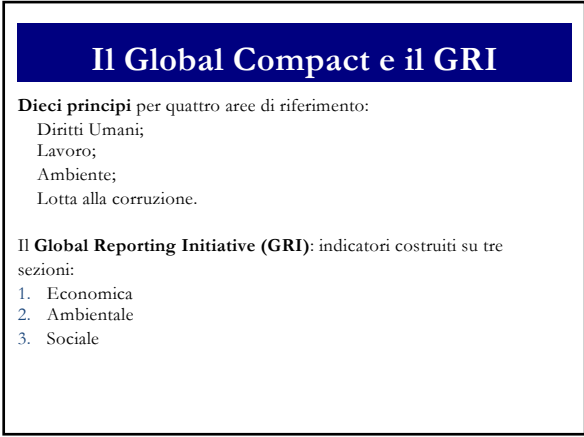 Il Global Compact e il GRI
Dieci principi per quattro aree di riferimento:
Diritti Umani;
Lavoro;
Ambiente;
Lotta alla corruzione.
Il Global Reporting Initiative (GRI): indicatori costruiti su tre
sezioni:
1. Economica
2. Ambientale
3. Sociale